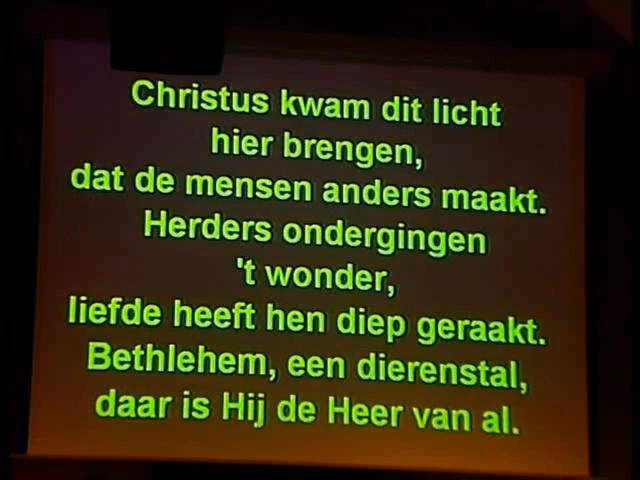 Christus kwam dit licht
hier brengen,
dat de mensen anders maakt.
Herders ondergingen
't wonder,
liefde heeft hen diep geraakt.
Bethlehem, een dierenstal,
daar is Hij de Heer van al.